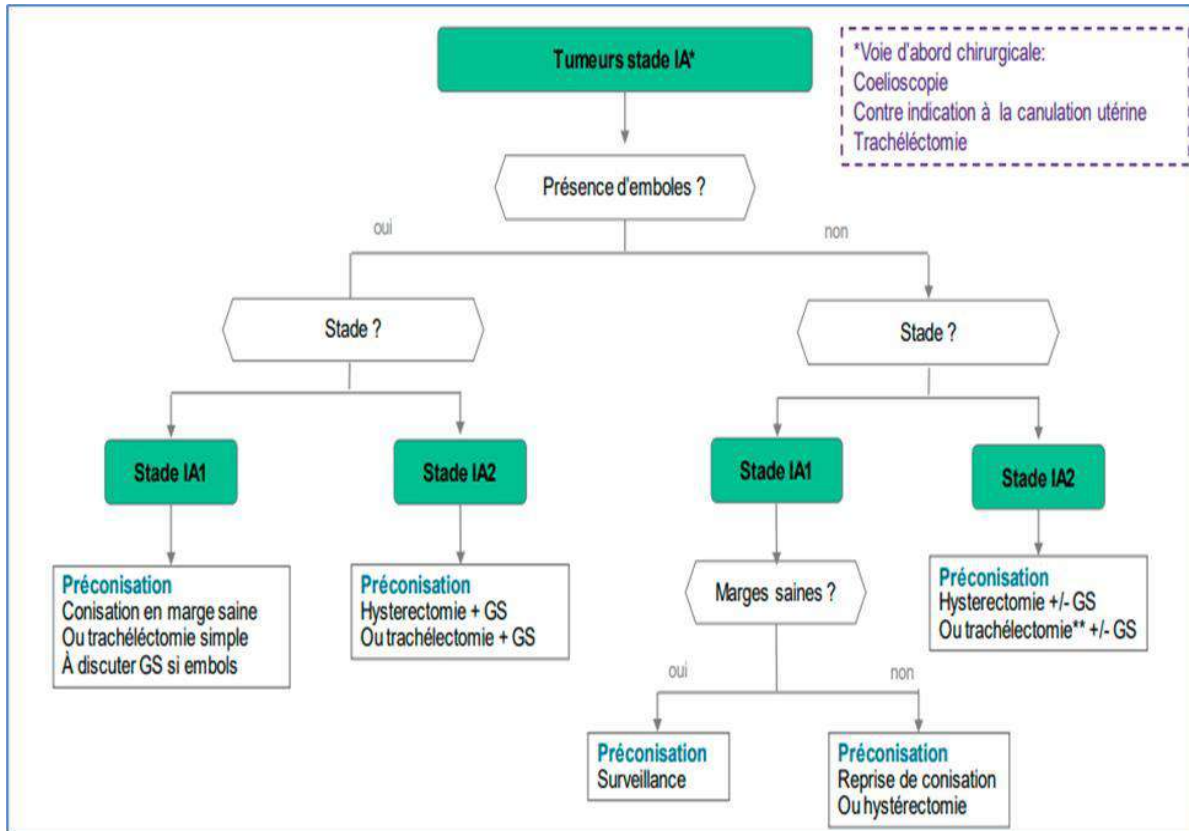 Tumeurs stade IA*
*Voie d'abord chirurgicale:
Coelioscopie
Contre indication à la canulation utérine
Trachéléctomie
Présence d'emboles ?
oui
non
Stade ?
Stade ?
Stade IA1
Stade IA2
Stade IA1
Stade IA2
Préconisation
Conisation en marge saine
Ou trachéléctomie simple
À discuter GS si embols
Préconisation
Hysterectomie + GS
Ou trachélectomie + GS
Marges saines ?
Préconisation
Hysterectomie +/- GS
Ou trachélectomie** +/- GS
oui
non
Préconisation
Surveillance
Préconisation
Reprise de conisation
Ou hystérectomie